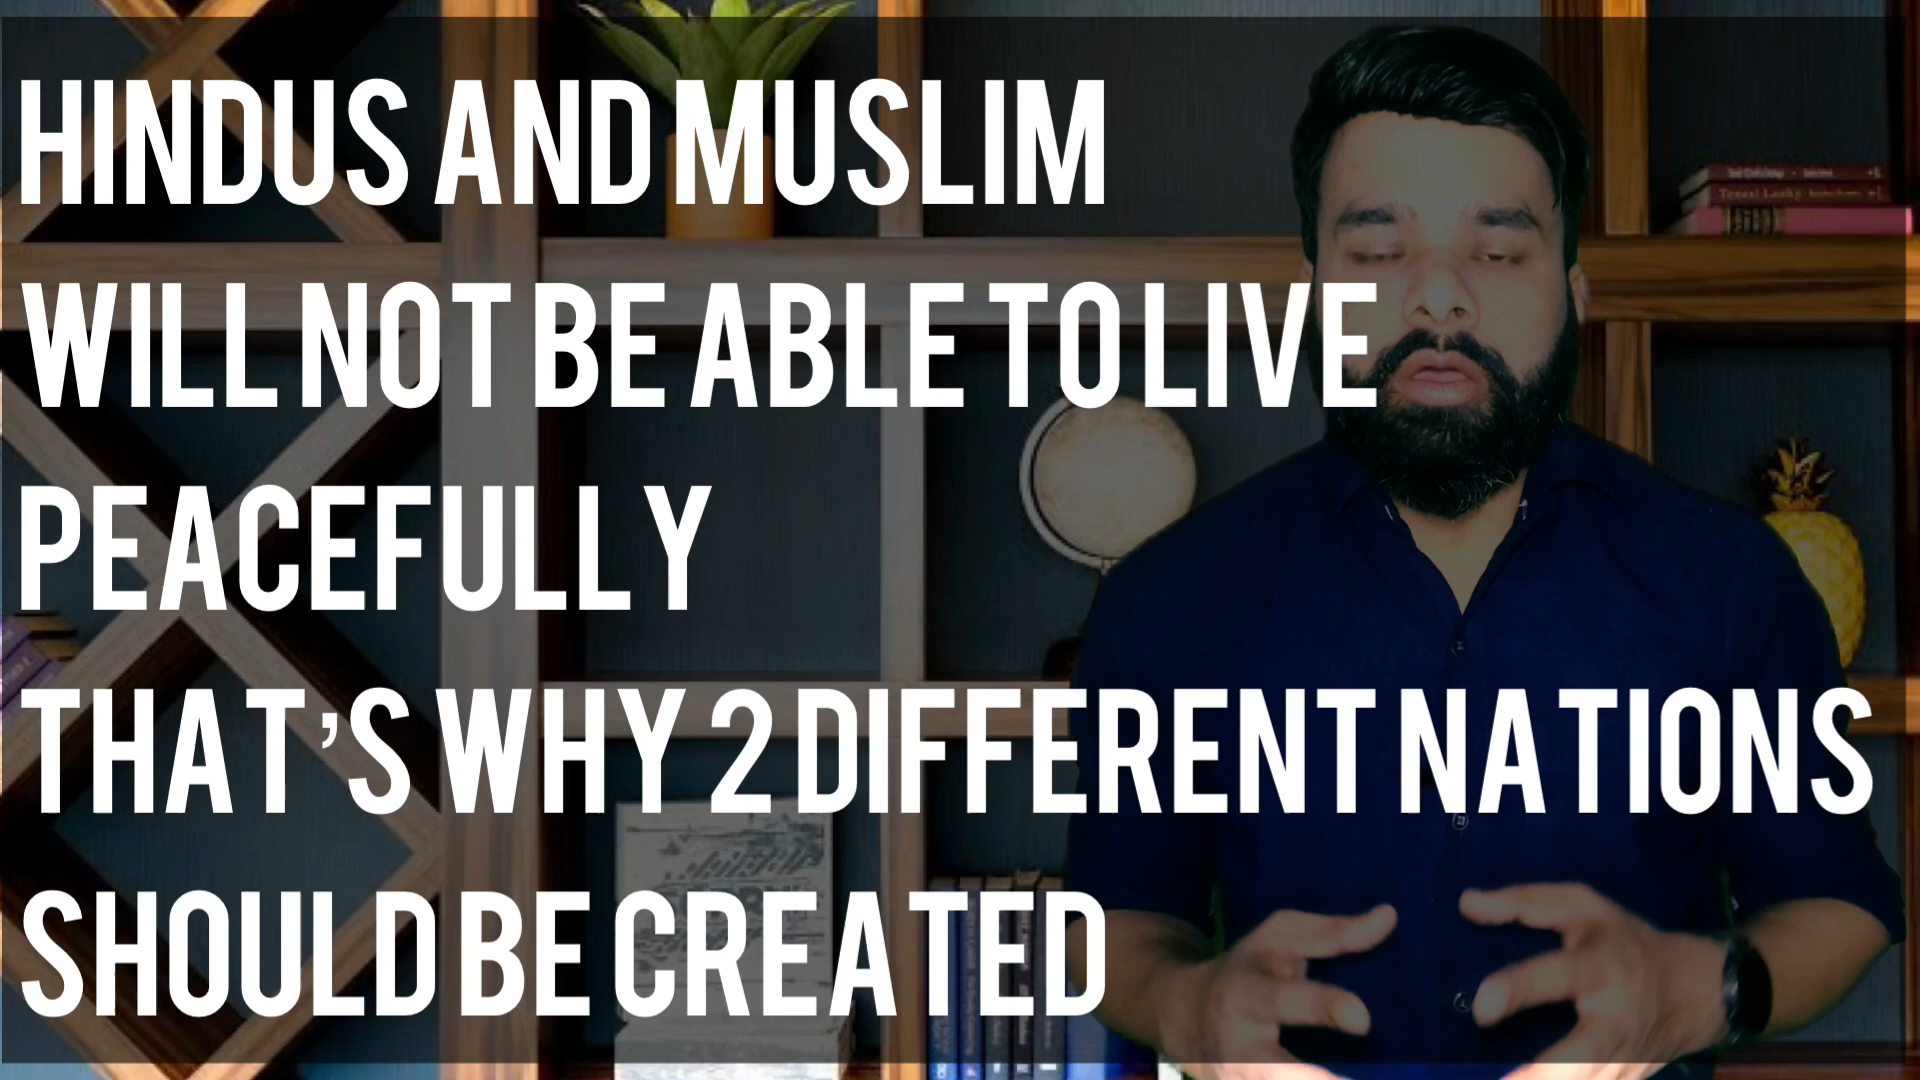 HINDUS AND MUSLIM
WILL NOT BE ABLE TO LIVE
PEACEFULLY
THAT'S WHY 2 DIFFERENT NATIONS
SHOULD BE CREATED